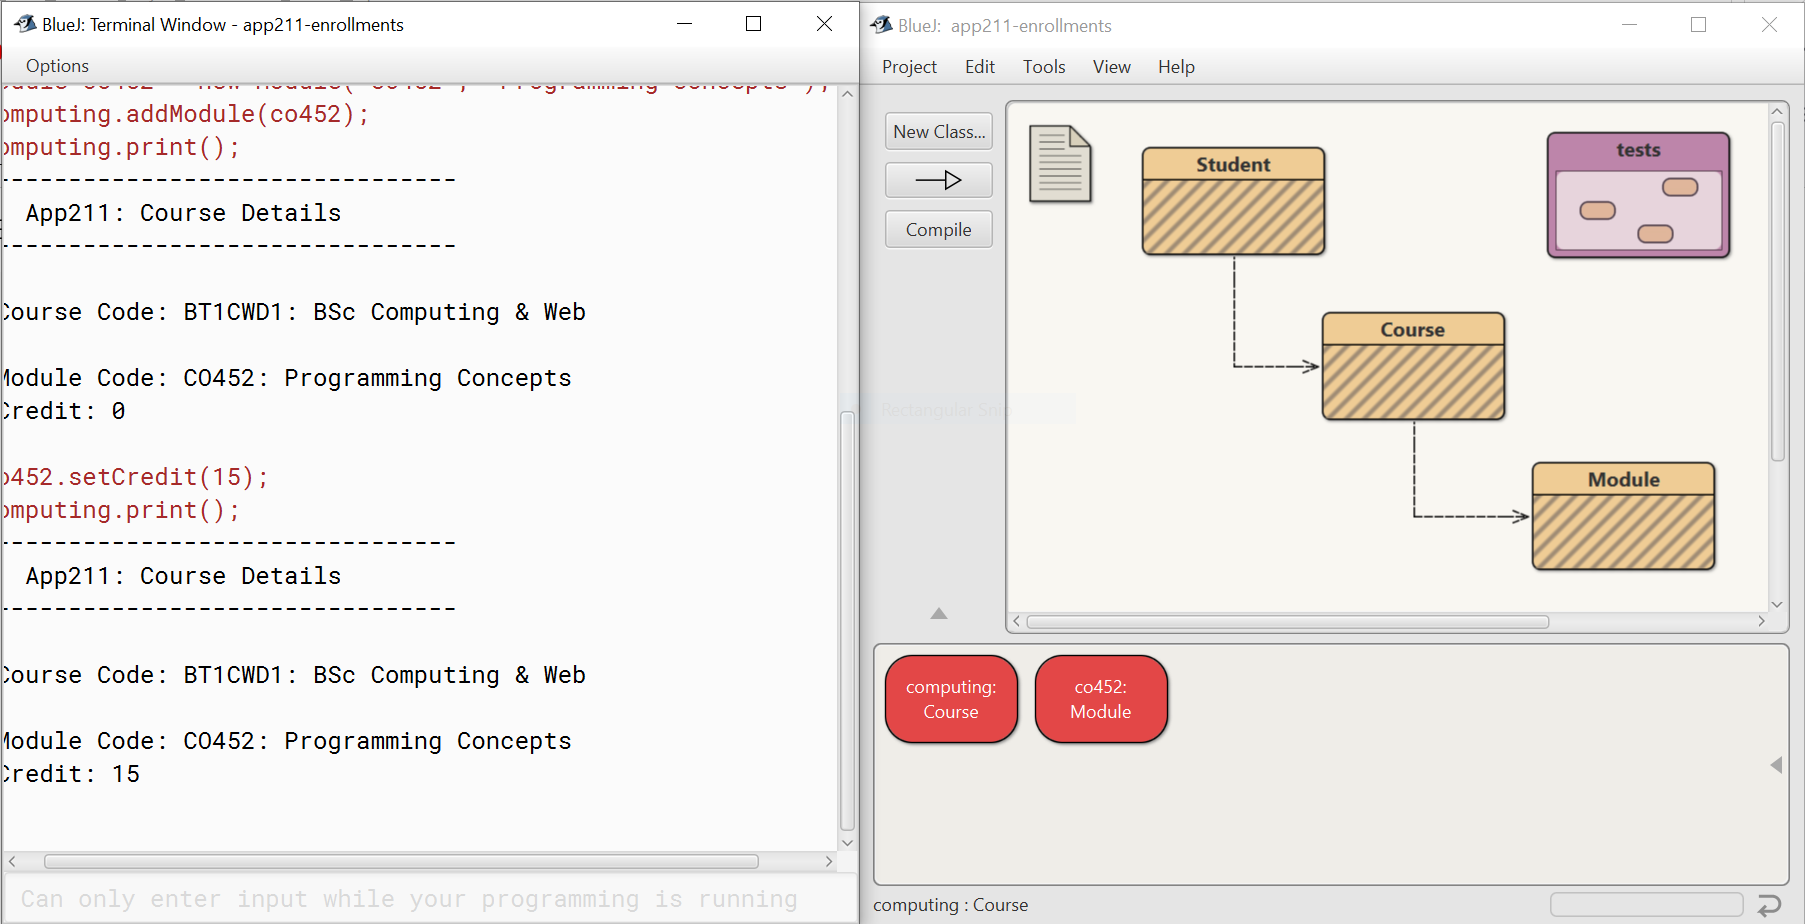 BlueJ: Terminal Window - app211-enrollments
Options
omputing.addModule(co452);
omputing.print();
--------------------------------
App211: Course Details
--------------------------------
Course Code: BT1CWD1: BSc Computing & Web
Module Code: CO452: Programming Concepts
Credit: 0
o452.setCredit(15);
omputing.print();
--------------------------------
App211: Course Details
--------------------------------
Course Code: BT1CWD1: BSc Computing & Web
Module Code: CO452: Programming Concepts
Credit: 15
Can only enter input while your programming is running
BlueJ: app211-enrollments
Project Edit Tools View Help
New Class...
Compile
Student
tests
Course
Rectangular Snip
Module
computing:
Course
co452:
Module
computing : Course